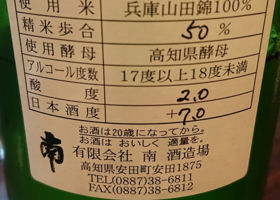 使用米 兵庫山田錦100%
精米歩合 50%
使用酵母 高知県酵母
アルコール度数 17度以上18度未満
酸度 2.0
日本酒度 +7.0
お酒は20歳になってから。
お酒は おいしく 適量を。
南 有限会社 南 酒造場
高知県安田町安田1875
TEL(0887)38-6811
FAX(0887)38-6812